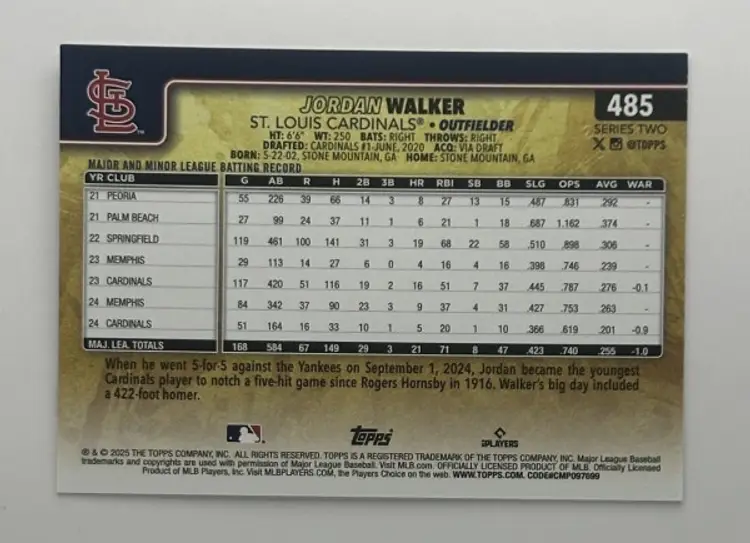 485
JORDAN WALKER
SERIES TWO
ST. LOUIS CARDINALS® • OUTFIELDER
@TOPPS
HT: 6'6" WT: 250 BATS: RIGHT THROWS: RIGHT
DRAFTED: CARDINALS #1-JUNE, 2020 ACQ: VIA DRAFT
BORN: 5-22-02, STONE MOUNTAIN, GA HOME: STONE MOUNTAIN, GA
MAJOR AND MINOR LEAGUE BATTING RECORD
YR CLUB G AB R H 2B 3B HR RBI SB BB SLG OPS AVG WAR
21 PEORIA 55 226 39 66 14 3 8 27 13 15 .487 .831 .292 -
21 PALM BEACH 27 99 24 37 11 1 6 21 1 18 .687 1.162 .374 -
22 SPRINGFIELD 119 461 100 141 31 3 19 68 22 58 .510 .898 .306 -
23 MEMPHIS 29 113 14 27 6 0 4 16 4 16 .398 .746 .239 -
23 CARDINALS 117 420 51 116 19 2 16 51 7 37 .445 .787 .276 -0.1
24 MEMPHIS 84 342 37 90 23 3 9 37 4 31 .427 .753 .263 -
24 CARDINALS 51 164 16 33 10 1 5 20 1 10 .366 .619 .201 -0.9
MAJ. LEA. TOTALS 168 584 67 149 29 3 21 71 8 47 .423 .740 .255 -1.0
When he went 5-for-5 against the Yankees on September 1, 2024, Jordan became the youngest
Cardinals player to notch a five-hit game since Rogers Hornsby in 1916. Walker's big day included
a 422-foot homer.
Topps
PLAYERS
® & © 2025 THE TOPPS COMPANY, INC. ALL RIGHTS RESERVED. TOPPS IS A REGISTERED TRADEMARK OF THE TOPPS COMPANY, INC. Major League Baseball
trademarks and copyrights are used with permission of Major League Baseball. Visit MLB.com. OFFICIALLY LICENSED PRODUCT OF MLB. Officially Licensed
Product of MLB Players, Inc. Visit MLBPLAYERS.COM, the Players Choice on the web. WWW.TOPPS.COM. CODE#CMP097699